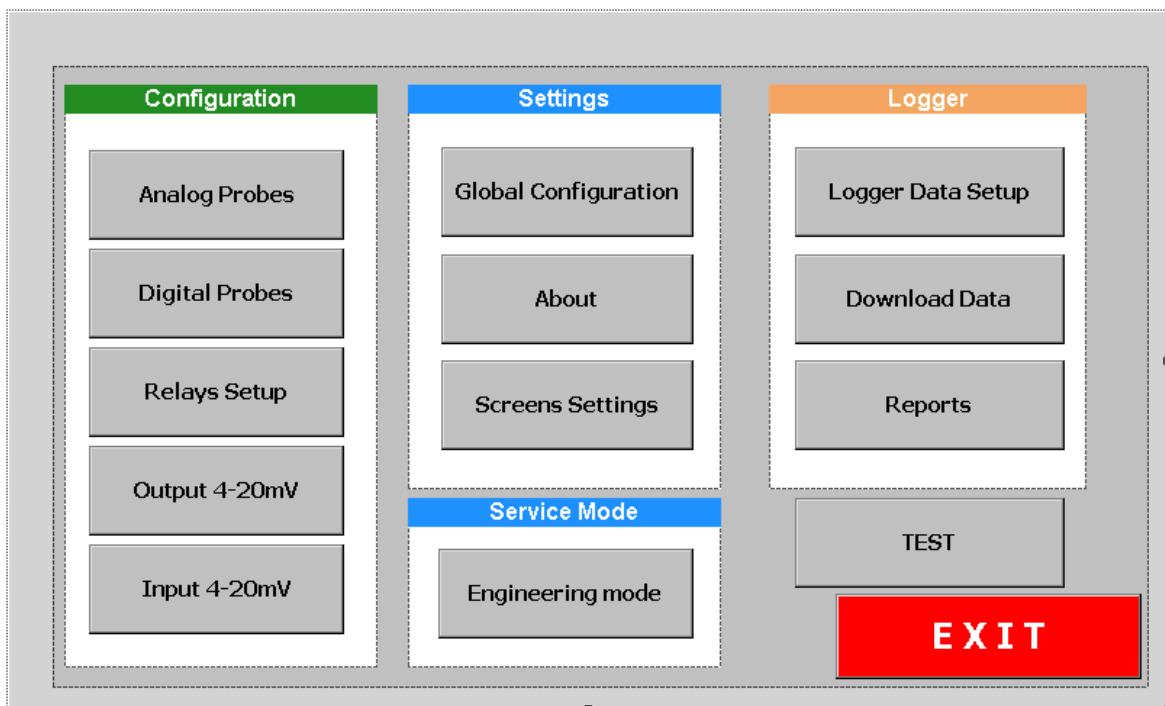 Configuration
Analog Probes
Digital Probes
Relays Setup
Output 4-20mV
Input 4-20mV
Settings
Global Configuration
About
Screens Settings
Service Mode
Engineering mode
Logger
Logger Data Setup
Download Data
Reports
TEST
EXIT